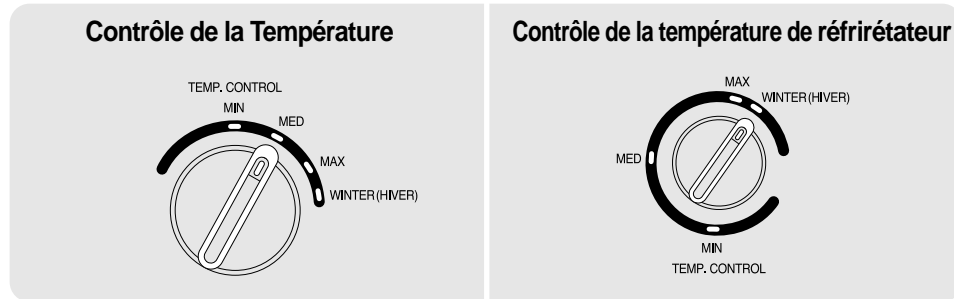 Contrôle de la Température
TEMP. CONTROL
MIN
MED
MAX
WINTER(HIVER)
Contrôle de la température de réfrirétateur
MAX
WINTER(HIVER)
MED
MIN
TEMP. CONTROL